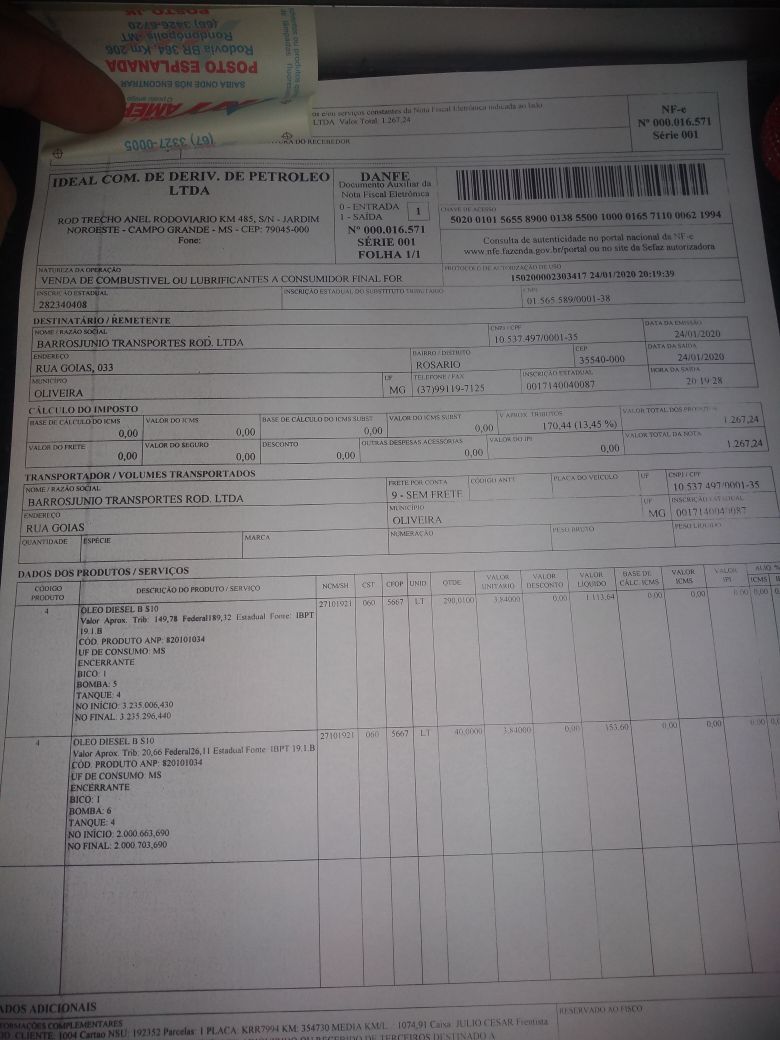 POSTO JK
(66) 3426-6720
Rondonópolis -MT
Rodovia BR 364, Km 206
POSTO ESPLANADA
SAIBA ONDE NOS ENCONTRAR
(67) 3327-0005
os e/ou serviços constantes da Nota Fiscal Eletrônica indicada ao lado
LTDA Valor Total: 1.267,24
DO RECEBEDOR
NF-e
Nº 000.016.571
Série 001
IDEAL COM. DE DERIV. DE PETROLEO
LTDA
ROD TRECHO ANEL RODOVIARIO KM 485, S/N - JARDIM
NOROESTE - CAMPO GRANDE - MS - CEP: 79045-000
Fone:
DANFE
Documento Auxiliar da
Nota Fiscal Eletrônica
0 - ENTRADA
1 - SAÍDA
1
Nº 000.016.571
SÉRIE 001
FOLHA 1/1
CHAVE DE ACESSO
5020 0101 5655 8900 0138 5500 1000 0165 7110 0062 1994
Consulta de autenticidade no portal nacional da NF-e
www.nfe.fazenda.gov.br/portal ou no site da Sefaz autorizadora
NATUREZA DA OPERAÇÃO
VENDA DE COMBUSTIVEL OU LUBRIFICANTES A CONSUMIDOR FINAL FOR
PROTOCOLO DE AUTORIZAÇÃO DE USO
150200002303417 24/01/2020 20:19:39
INSCRIÇÃO ESTADUAL
282340408
INSCRIÇÃO ESTADUAL DO SUBSTITUTO TRIBUTÁRIO
CNPJ
01.565.589/0001-38
DESTINATÁRIO / REMETENTE
NOME / RAZÃO SOCIAL
BARROSJUNIO TRANSPORTES ROD. LTDA
CNPJ / CPF
10.537.497/0001-35
DATA DA EMISSÃO
24/01/2020
ENDEREÇO
RUA GOIAS, 033
BAIRRO / DISTRITO
ROSARIO
CEP
35540-000
DATA DA SAÍDA
24/01/2020
MUNICÍPIO
OLIVEIRA
UF
MG
TELEFONE / FAX
(37)99119-7125
INSCRIÇÃO ESTADUAL
0017140040087
HORA DA SAÍDA
20:19:28
CÁLCULO DO IMPOSTO
BASE DE CÁLCULO DO ICMS
0,00
VALOR DO ICMS
0,00
BASE DE CÁLCULO DO ICMS SUBST
0,00
VALOR DO ICMS SUBST
0,00
V APROX. TRIBUTOS
170,44 (13,45 %)
VALOR TOTAL DOS PRODUTOS
1.267,24
VALOR DO FRETE
0,00
VALOR DO SEGURO
0,00
DESCONTO
0,00
OUTRAS DESPESAS ACESSÓRIAS
0,00
VALOR DO IPI
0,00
VALOR TOTAL DA NOTA
1.267,24
TRANSPORTADOR / VOLUMES TRANSPORTADOS
NOME / RAZÃO SOCIAL
BARROSJUNIO TRANSPORTES ROD. LTDA
FRETE POR CONTA
9 - SEM FRETE
CÓDIGO ANTT
PLACA DO VEÍCULO
UF
CNPJ / CPF
10.537.497/0001-35
ENDEREÇO
RUA GOIAS
MUNICÍPIO
OLIVEIRA
UF
MG
INSCRIÇÃO ESTADUAL
0017140040087
QUANTIDADE
ESPÉCIE
MARCA
NUMERAÇÃO
PESO BRUTO
PESO LÍQUIDO
DADOS DOS PRODUTOS / SERVIÇOS
CÓDIGO PRODUTO DESCRIÇÃO DO PRODUTO / SERVIÇO NCM/SH CST CFOP UNID QTDE VALOR UNITÁRIO VALOR DESCONTO VALOR LÍQUIDO BASE DE CÁLC. ICMS VALOR ICMS VALOR IPI ALIQ %
ICMS
4 OLEO DIESEL B S10 27101921 060 5667 LT 290,0100 3,84000 0,00 1.113,64 0,00 0,00 0,00 0,00
Valor Aprox. Trib: 149,78 Federal189,32 Estadual Fonte: IBPT
19.1.B
CÓD. PRODUTO ANP: 820101034
UF DE CONSUMO: MS
ENCERRANTE
BICO: 1
BOMBA: 5
TANQUE: 4
NO INÍCIO: 3.235.006,430
NO FINAL: 3.235.296,440
4 OLEO DIESEL B S10 27101921 060 5667 LT 40,0000 3,84000 0,00 153,60 0,00 0,00 0,00 0,00
Valor Aprox. Trib: 20,66 Federal26,11 Estadual Fonte: IBPT 19.1.B
CÓD. PRODUTO ANP: 820101034
UF DE CONSUMO: MS
ENCERRANTE
BICO: 1
BOMBA: 6
TANQUE: 4
NO INÍCIO: 2.000.663,690
NO FINAL: 2.000.703,690
ADOS ADICIONAIS
FORMAÇÕES COMPLEMENTARES
RESERVADO AO FISCO
CLIENTE: 1004 Cartao NSU: 192352 Parcelas: 1 PLACA: KRR7994 KM: 354730 MEDIA KM/L: 1074,91 Caixa: JULIO CESAR Frentista
DE TERCEIROS DESTINADO A